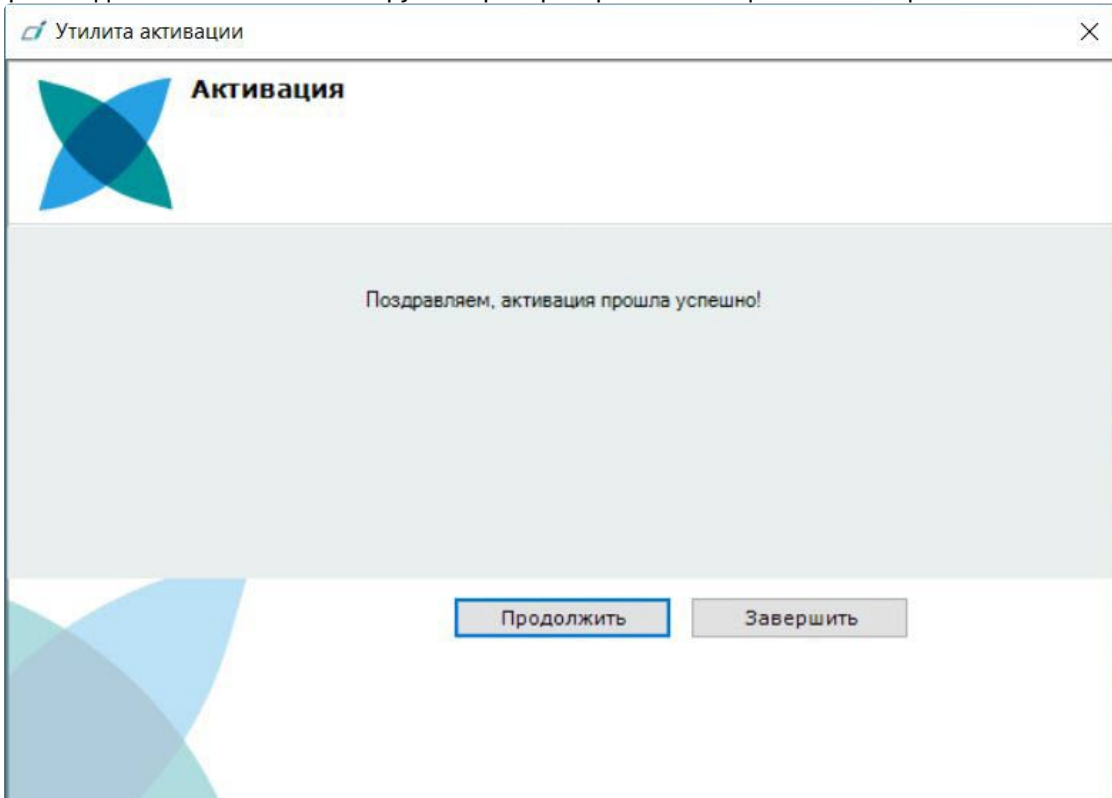 Утилита активации
Активация
Поздравляем, активация прошла успешно!
Продолжить
Завершить